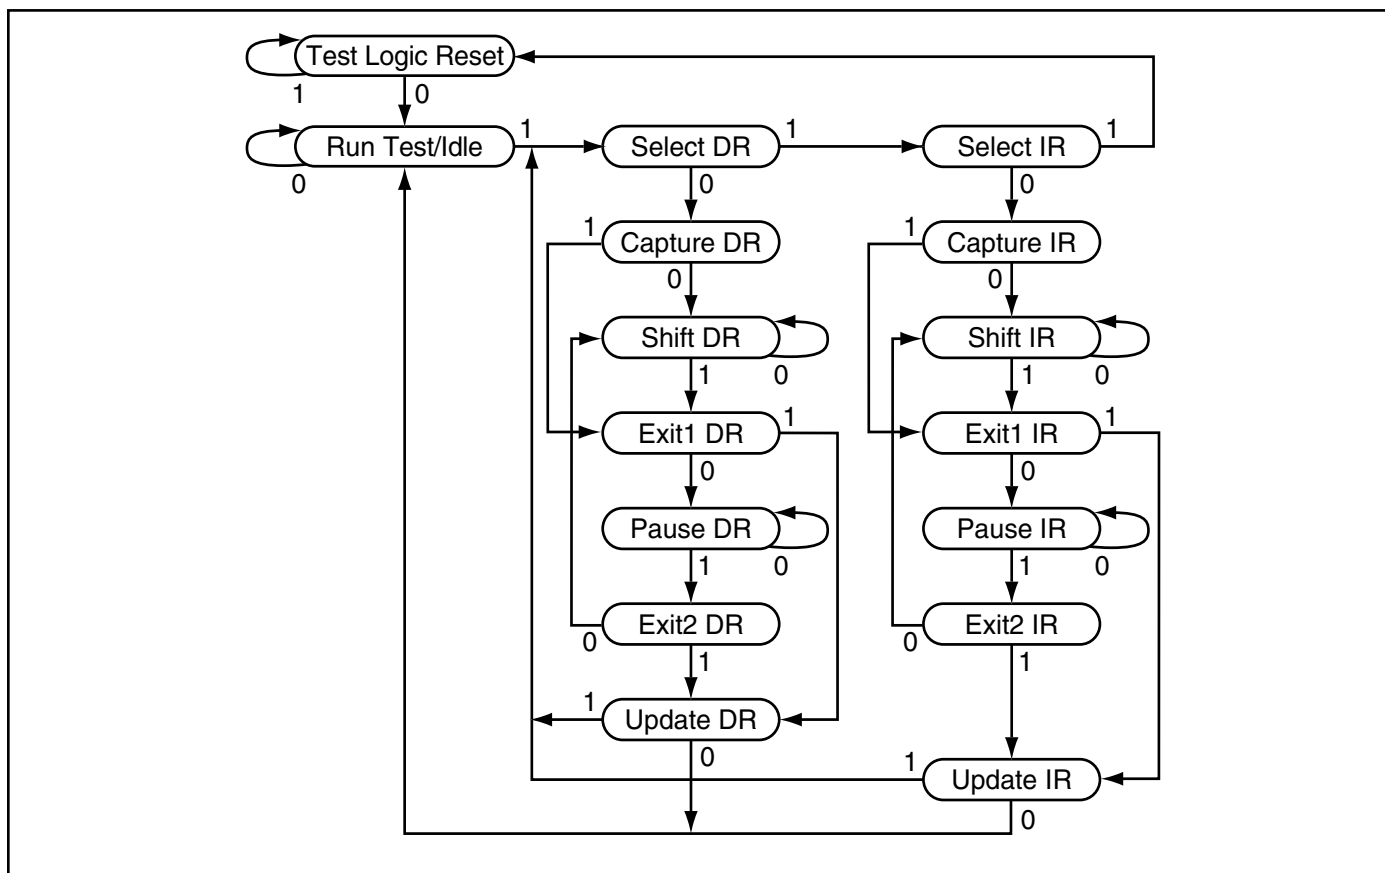 Test Logic Reset
1 0
1 1 1
Run Test/Idle Select DR Select IR
0 0 0
1 1
Capture DR Capture IR
0 0
Shift DR Shift IR
1 0 1 0
1 1
Exit1 DR Exit1 IR
0 0
Pause DR Pause IR
1 0 1 0
Exit2 DR Exit2 IR
0 0
1 1
1
Update DR
0 1
Update IR
0